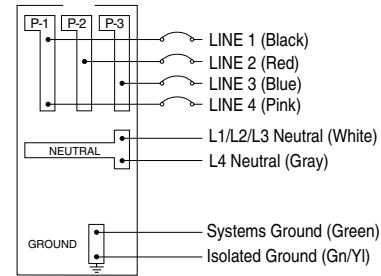 P-1 P-2 P-3
LINE 1 (Black)
LINE 2 (Red)
LINE 3 (Blue)
LINE 4 (Pink)
L1/L2/L3 Neutral (White)
NEUTRAL
L4 Neutral (Gray)
Systems Ground (Green)
GROUND
Isolated Ground (Gn/Yl)